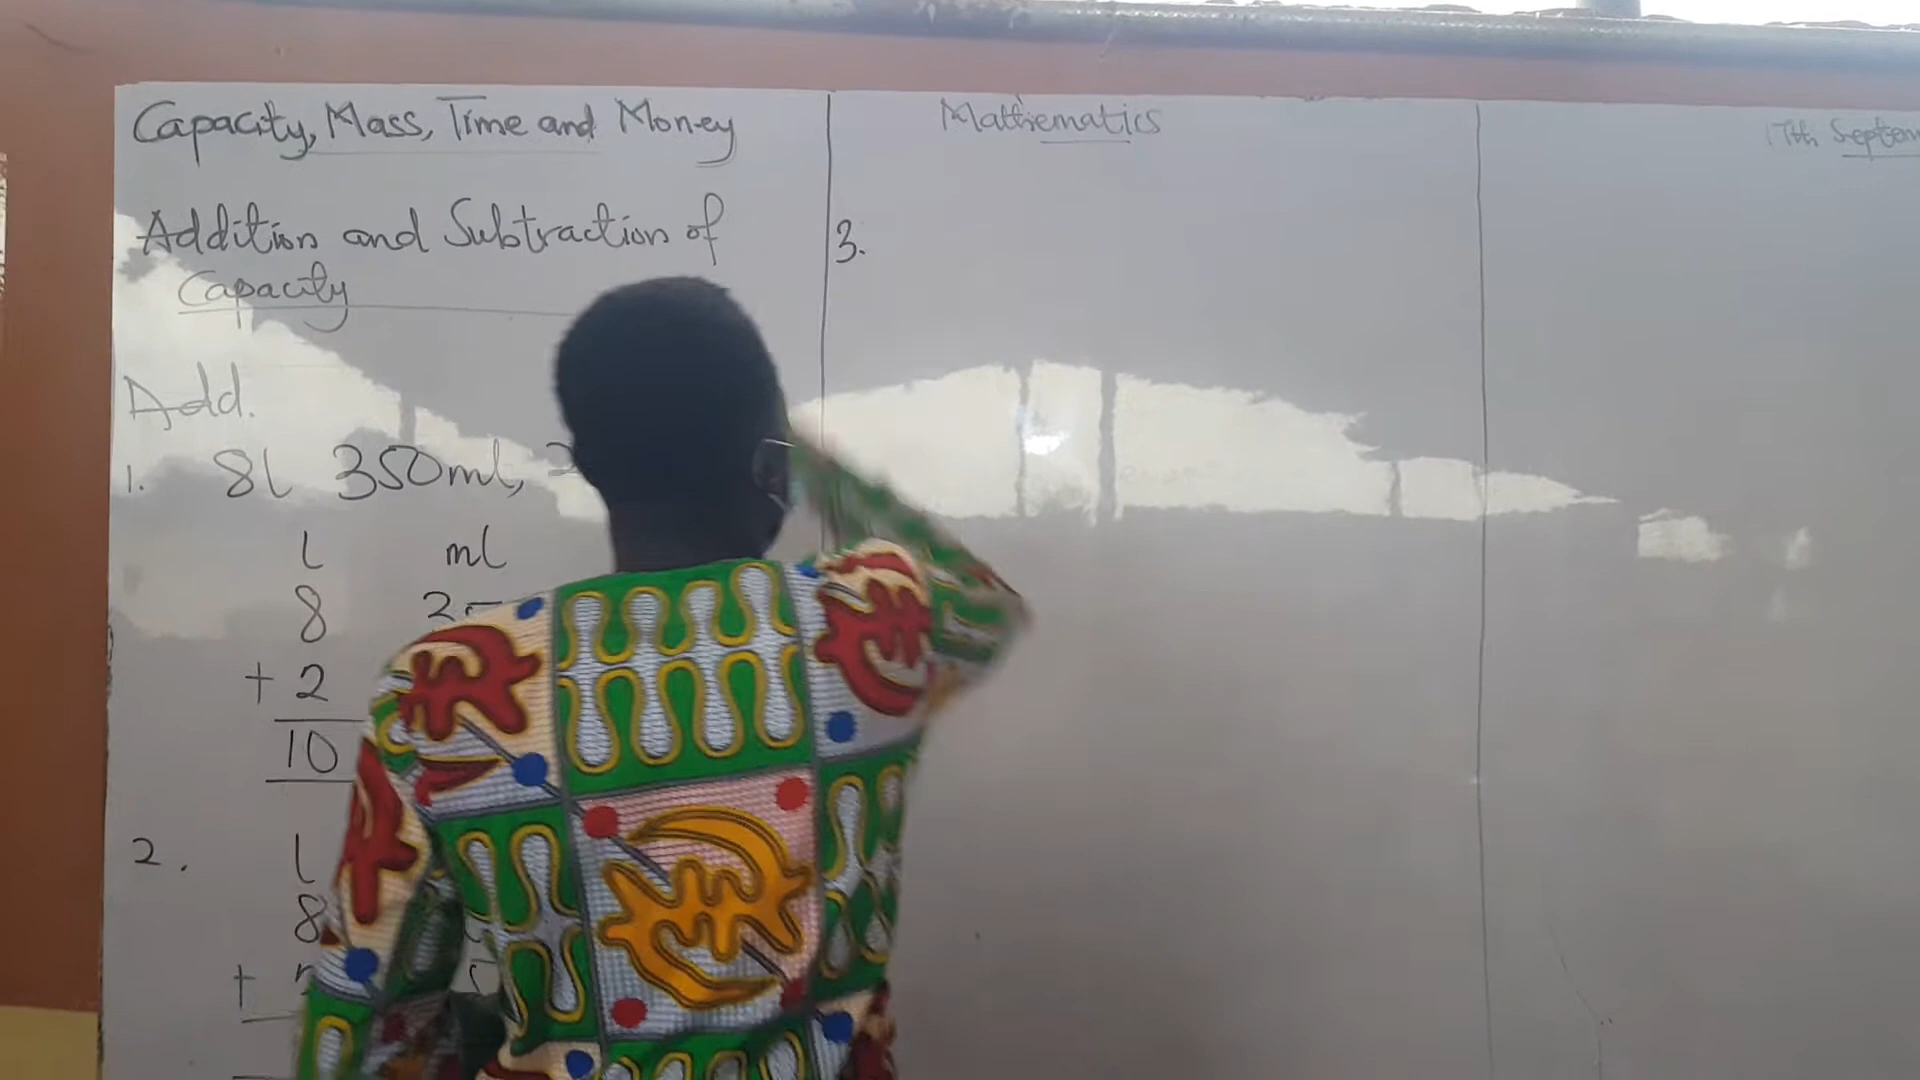 Capacity, Mass, Time and Money
Addition and Subtraction of
Capacity
Add.
1. 8l 350ml,
l ml
8
+ 2
10
2. l
8
+
Mathematics
3.
17th Septem